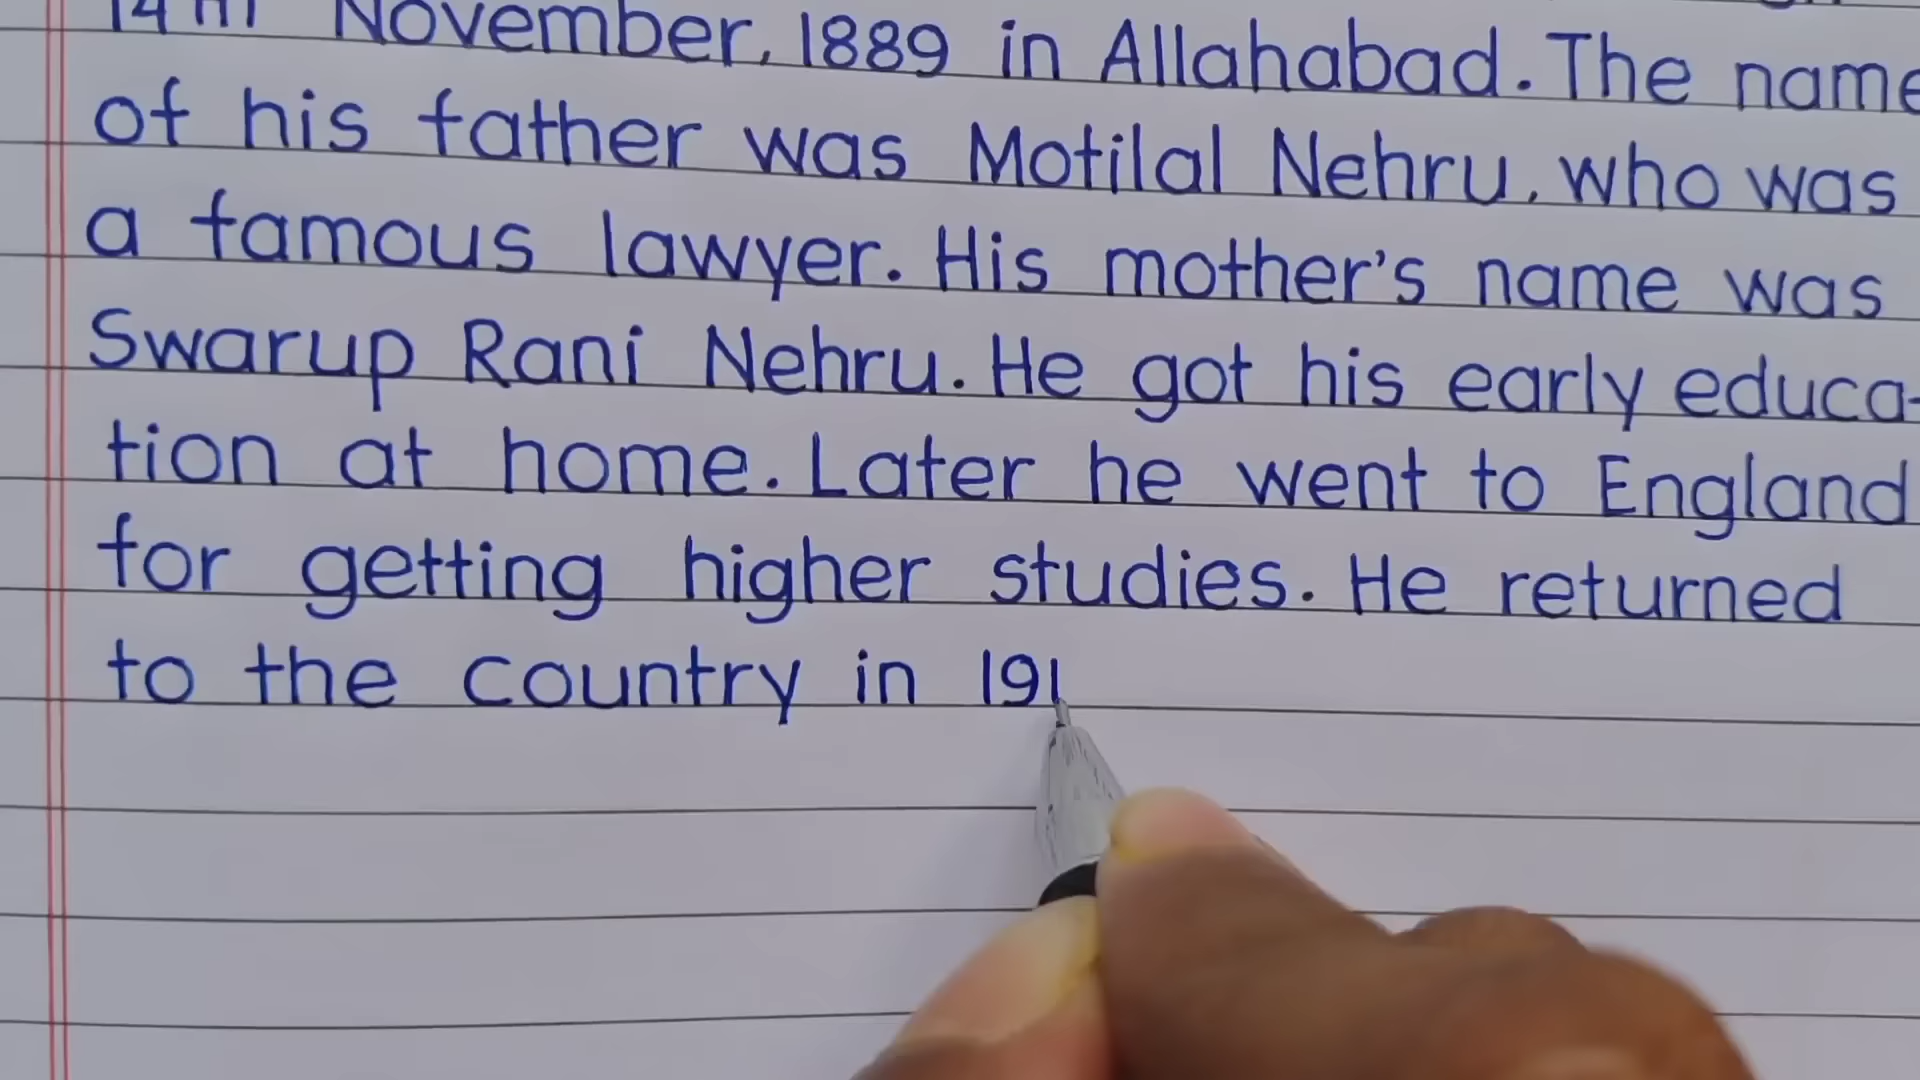 14th November, 1889 in Allahabad. The name
of his father was Motilal Nehru, who was
a famous lawyer. His mother's name was
Swarup Rani Nehru. He got his early educa-
tion at home. Later he went to England
for getting higher studies. He returned
to the country in 191